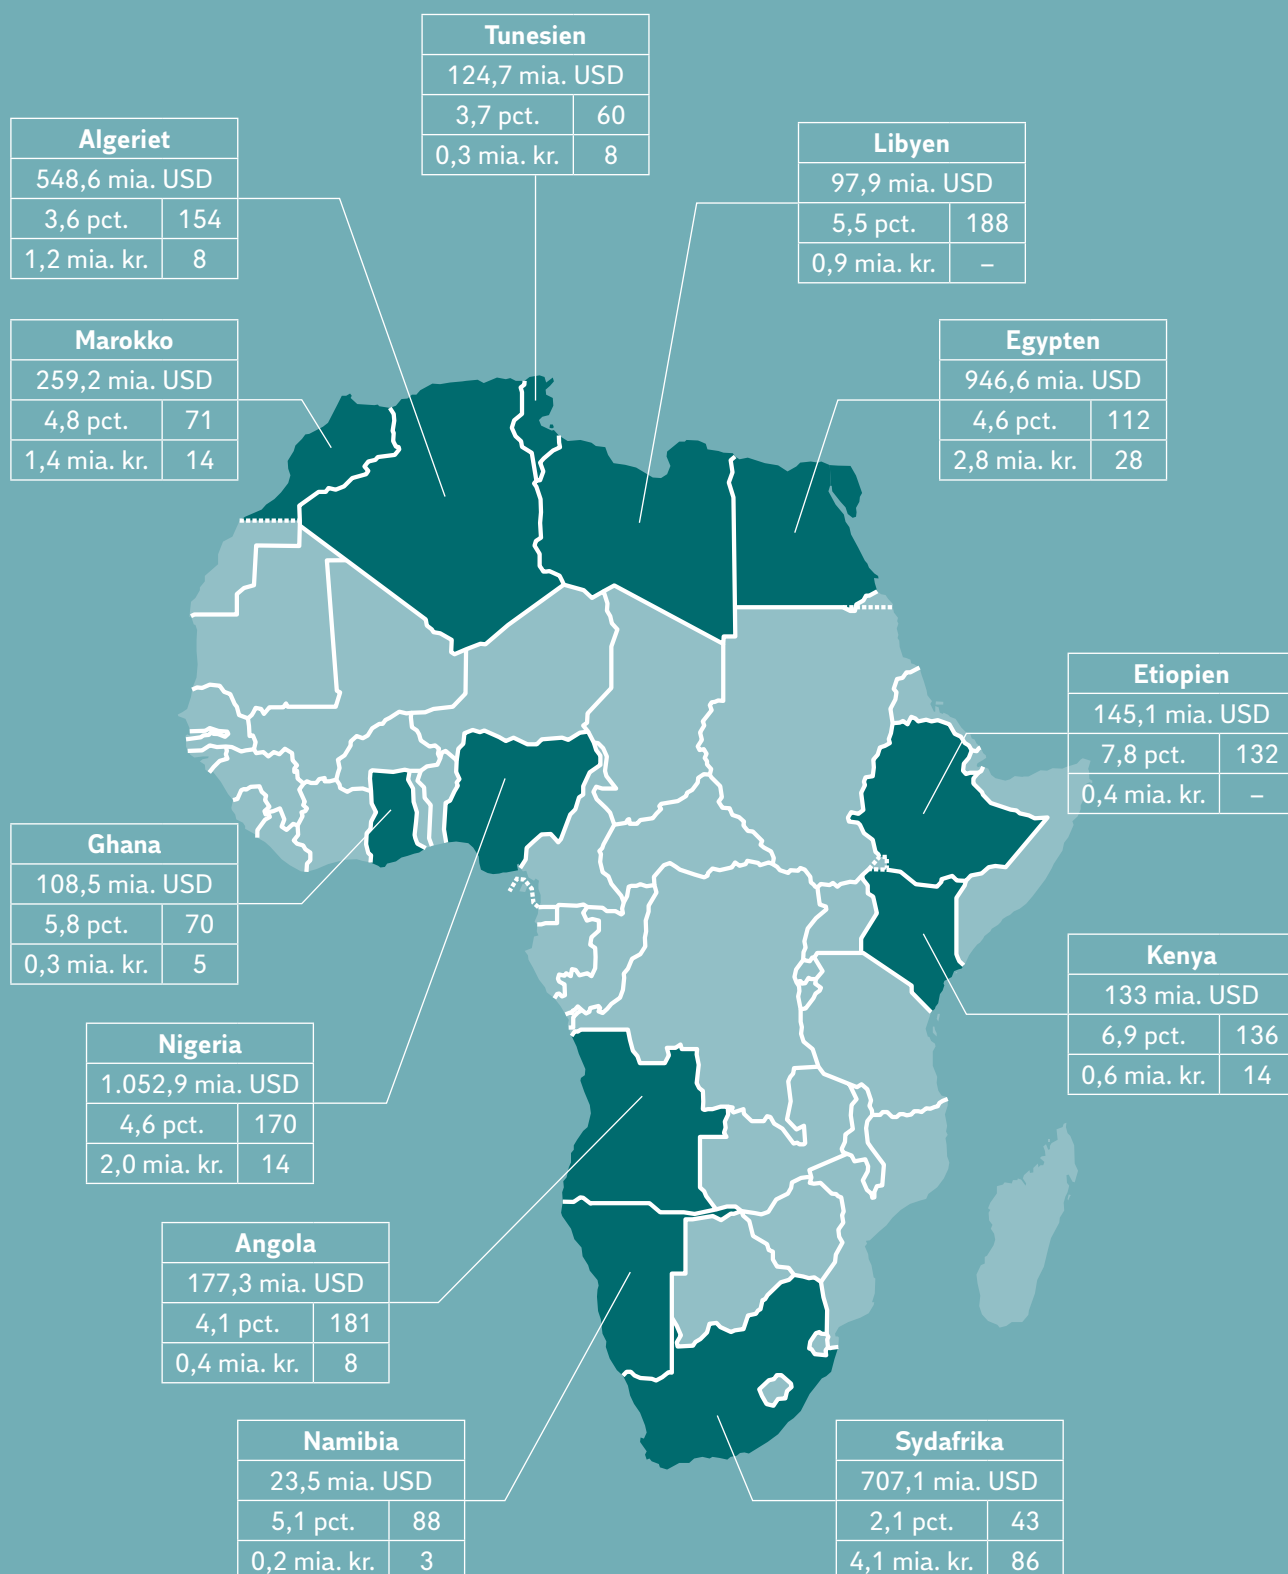 Tunesien
124,7 mia. USD
3,7 pct. 60
0,3 mia. kr. 8
Algeriet
548,6 mia. USD
3,6 pct. 154
1,2 mia. kr. 8
Libyen
97,9 mia. USD
5,5 pct. 188
0,9 mia. kr. –
Marokko
259,2 mia. USD
4,8 pct. 71
1,4 mia. kr. 14
Egypten
946,6 mia. USD
4,6 pct. 112
2,8 mia. kr. 28
Etiopien
145,1 mia. USD
7,8 pct. 132
0,4 mia. kr. –
Ghana
108,5 mia. USD
5,8 pct. 70
0,3 mia. kr. 5
Kenya
133 mia. USD
6,9 pct. 136
0,6 mia. kr. 14
Nigeria
1.052,9 mia. USD
4,6 pct. 170
2,0 mia. kr. 14
Angola
177,3 mia. USD
4,1 pct. 181
0,4 mia. kr. 8
Namibia
23,5 mia. USD
5,1 pct. 88
0,2 mia. kr. 3
Sydafrika
707,1 mia. USD
2,1 pct. 43
4,1 mia. kr. 86